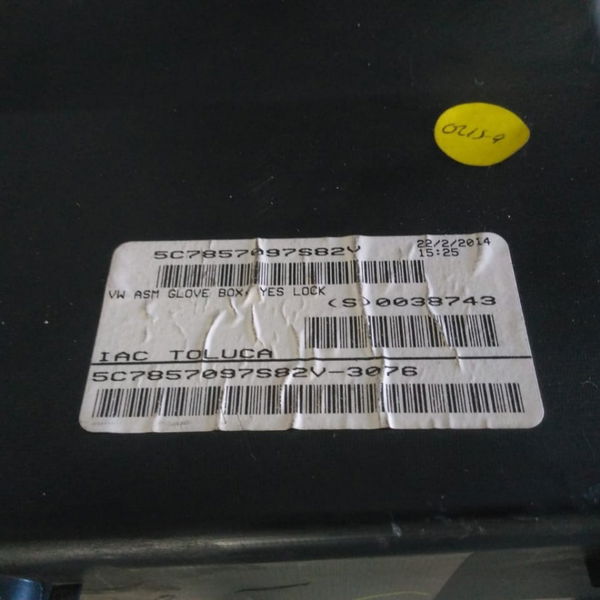 5C7857097S82V
22/2/2014
15:25
VW ASM GLOVE BOX, YES LOCK
(S)0038743
IAC TOLUCA
5C7857097S82V-3076